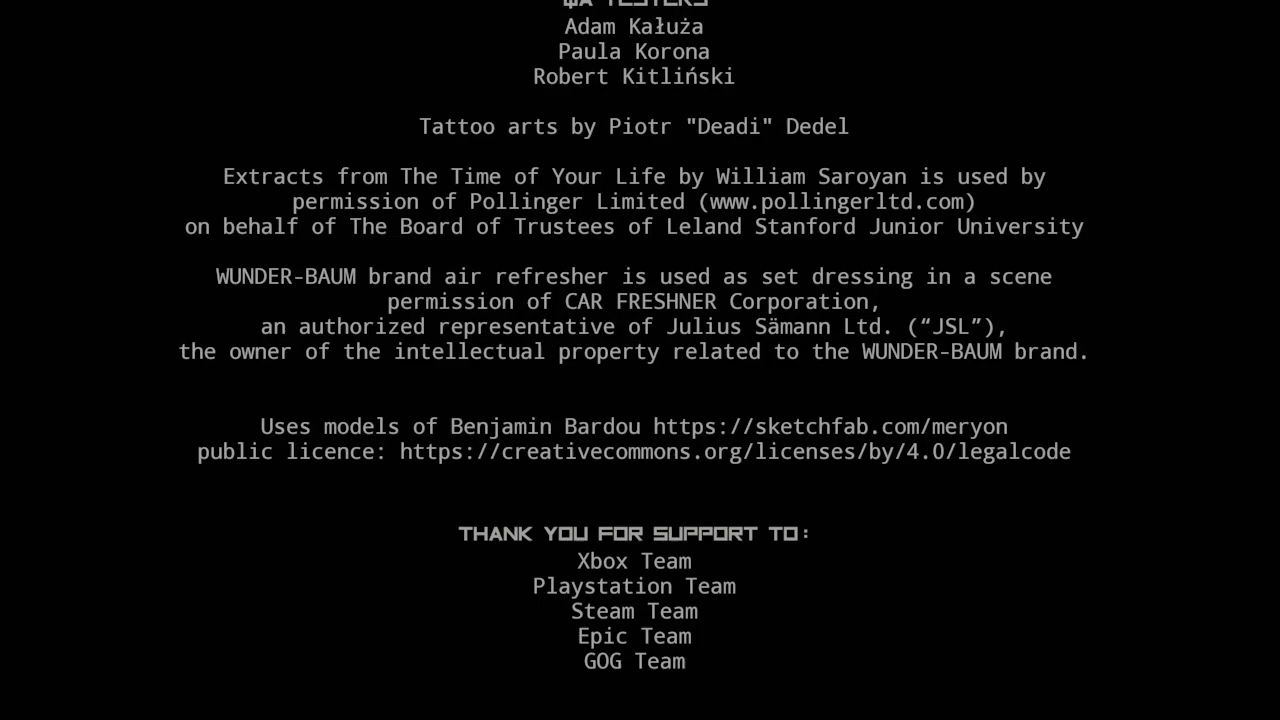 QA TESTERS
Adam Kałuża
Paula Korona
Robert Kitliński
Tattoo arts by Piotr "Deadi" Dedel
Extracts from The Time of Your Life by William Saroyan is used by
permission of Pollinger Limited (www.pollingerltd.com)
on behalf of The Board of Trustees of Leland Stanford Junior University
WUNDER-BAUM brand air refresher is used as set dressing in a scene
permission of CAR FRESHNER Corporation,
an authorized representative of Julius Sämann Ltd. (“JSL”),
the owner of the intellectual property related to the WUNDER-BAUM brand.
Uses models of Benjamin Bardou https://sketchfab.com/meryon
public licence: https://creativecommons.org/licenses/by/4.0/legalcode
THANK YOU FOR SUPPORT TO:
Xbox Team
Playstation Team
Steam Team
Epic Team
GOG Team